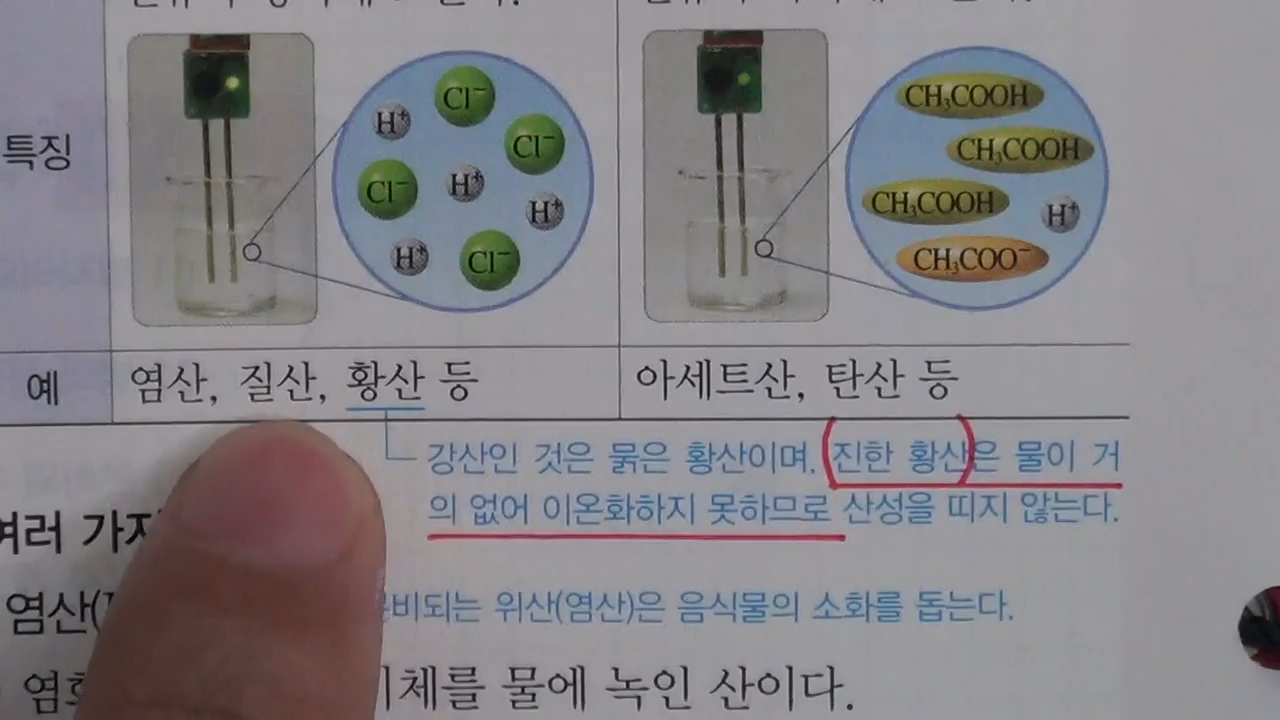 특징
Cl⁻
H⁺
Cl⁻
Cl⁻
H⁺
H⁺
H⁺
Cl⁻
CH₃COOH
CH₃COOH
CH₃COOH
H⁺
CH₃COO⁻
예
염산, 질산, 황산 등
아세트산, 탄산 등
강산인 것은 묽은 황산이며, 진한 황산은 물이 거
의 없어 이온화하지 못하므로 산성을 띠지 않는다.
여러 가지
염산(
비되는 위산(염산)은 음식물의 소화를 돕는다.
체를 물에 녹인 산이다.